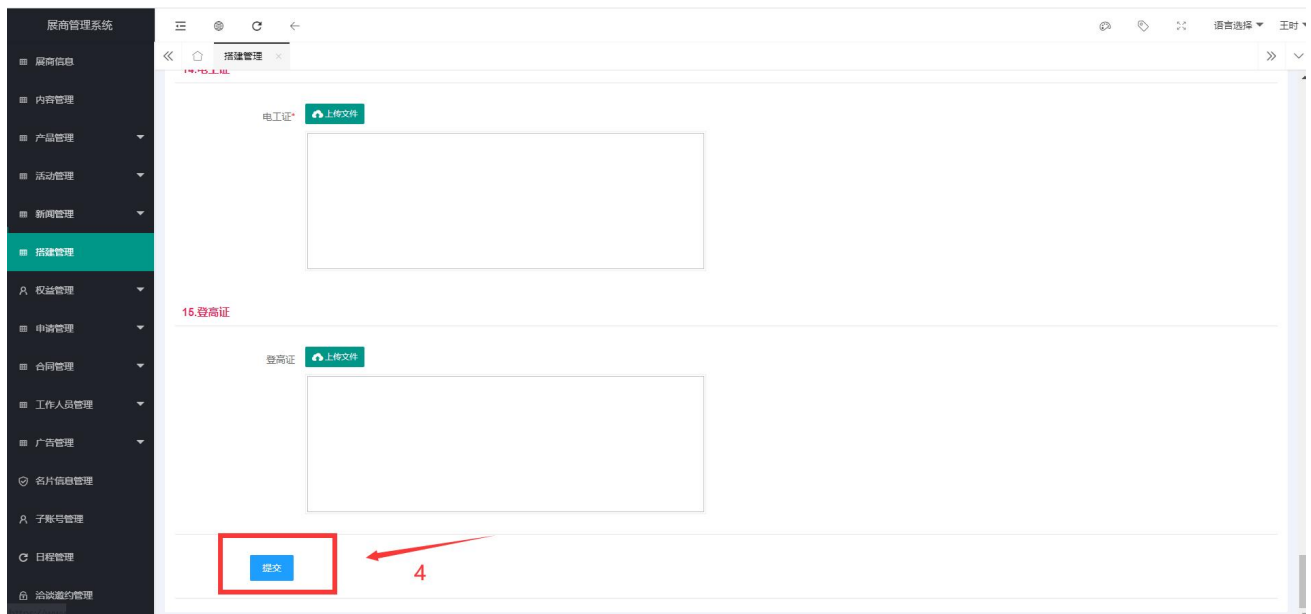 展商管理系统
语言选择
王时
展商信息
搭建管理
14.电工证
内容管理
电工证*
上传文件
产品管理
活动管理
新闻管理
搭建管理
权益管理
15.登高证
申请管理
登高证
上传文件
合同管理
工作人员管理
广告管理
名片信息管理
子账号管理
日程管理
提交
4
洽谈邀约管理